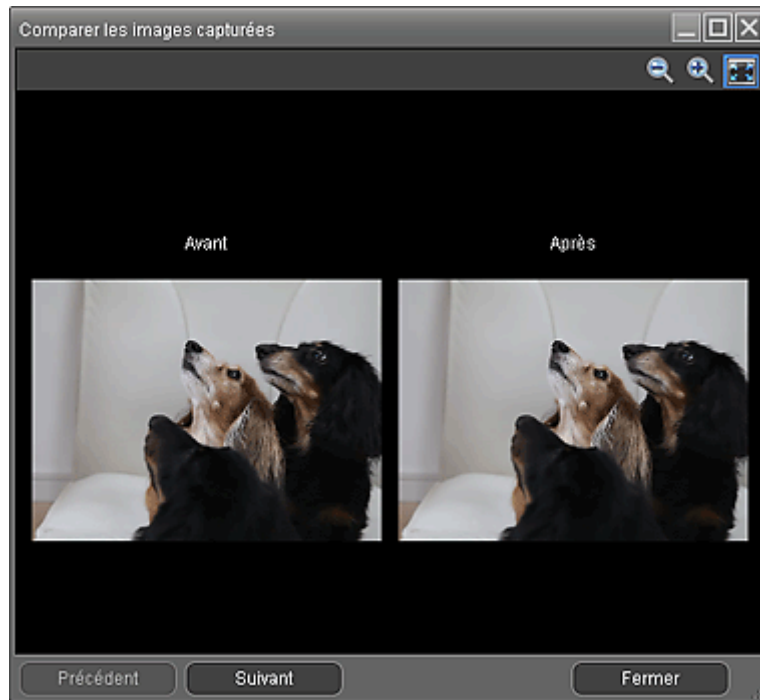 Comparer les images capturées
Avant
Après
Précédent
Suivant
Fermer